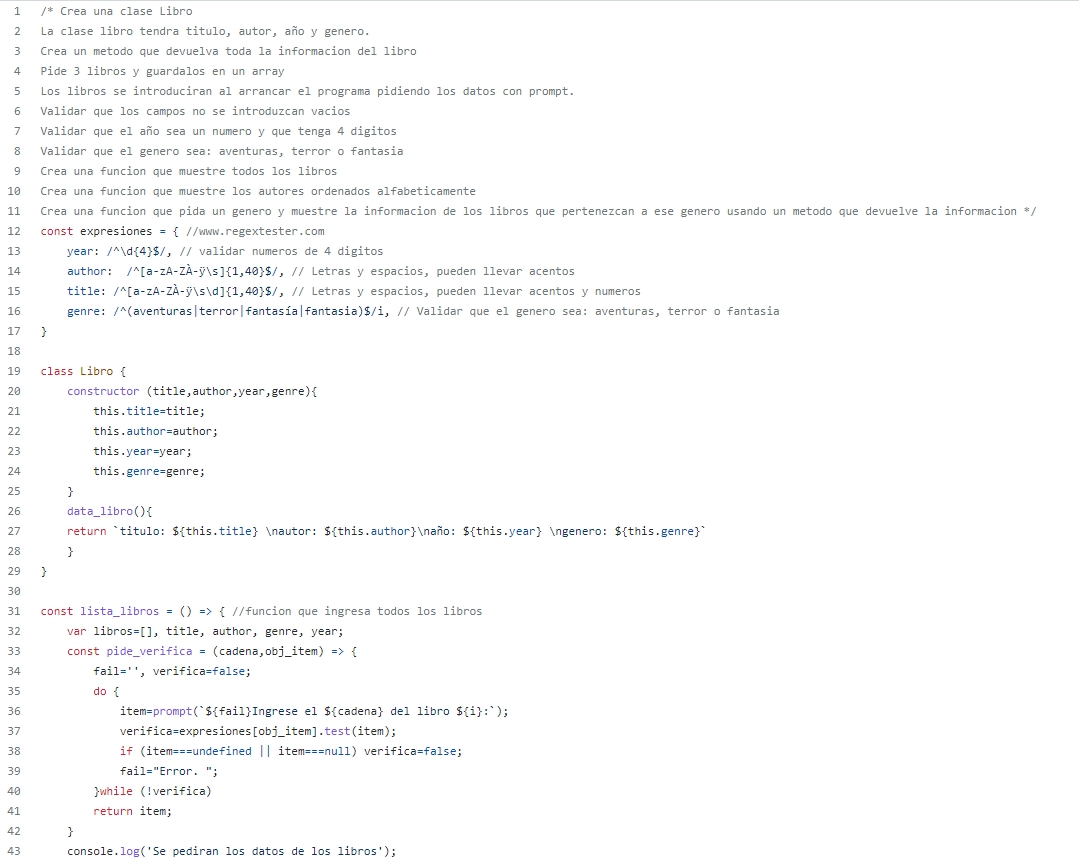 1 /* Crea una clase Libro
2 La clase libro tendra titulo, autor, año y genero.
3 Crea un metodo que devuelva toda la informacion del libro
4 Pide 3 libros y guardalos en un array
5 Los libros se introduciran al arrancar el programa pidiendo los datos con prompt.
6 Validar que los campos no se introduzcan vacios
7 Validar que el año sea un numero y que tenga 4 digitos
8 Validar que el genero sea: aventuras, terror o fantasia
9 Crea una funcion que muestre todos los libros
10 Crea una funcion que muestre los autores ordenados alfabeticamente
11 Crea una funcion que pida un genero y muestre la informacion de los libros que pertenezcan a ese genero usando un metodo que devuelve la informacion */
12 const expresiones = { //www.regextester.com
13     year: /^\d{4}$/, // validar numeros de 4 digitos
14     author:  /^[a-zA-ZÀ-ÿ\s]{1,40}$/, // Letras y espacios, pueden llevar acentos
15     title: /^[a-zA-ZÀ-ÿ\s\d]{1,40}$/, // Letras y espacios, pueden llevar acentos y numeros
16     genre: /^(aventuras|terror|fantasía|fantasia)$/i, // Validar que el genero sea: aventuras, terror o fantasia
17 }
18
19 class Libro {
20     constructor (title,author,year,genre){
21         this.title=title;
22         this.author=author;
23         this.year=year;
24         this.genre=genre;
25     }
26     data_libro(){
27     return `titulo: ${this.title} \nautor: ${this.author}\naño: ${this.year} \ngenero: ${this.genre}`
28     }
29 }
30
31 const lista_libros = () => { //funcion que ingresa todos los libros
32     var libros=[], title, author, genre, year;
33     const pide_verifica = (cadena,obj_item) => {
34         fail='', verifica=false;
35         do {
36             item=prompt(`${fail}Ingrese el ${cadena} del libro ${i}:`);
37             verifica=expresiones[obj_item].test(item);
38             if (item===undefined || item===null) verifica=false;
39             fail="Error. ";
40         }while (!verifica)
41         return item;
42     }
43     console.log('Se pediran los datos de los libros');